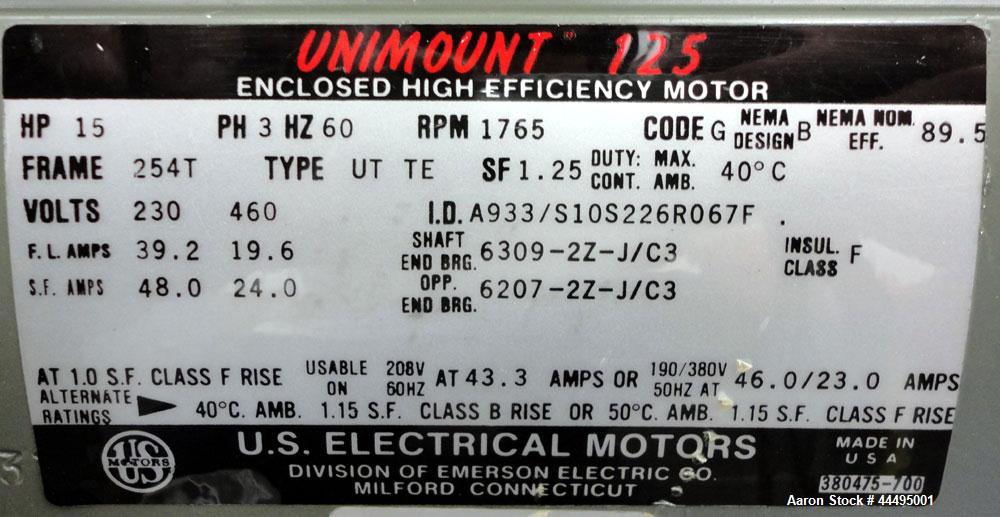 UNIMOUNT® 125
ENCLOSED HIGH EFFICIENCY MOTOR
HP 15 PH 3 HZ 60 RPM 1765 CODE G NEMA DESIGN B NEMA NOM. EFF. 89.5
FRAME 254T TYPE UT TE SF 1.25 DUTY: CONT. MAX. AMB. 40°C
VOLTS 230 460 I.D. A933/S10S226R067F .
F.L. AMPS 39.2 19.6 SHAFT END BRG. 6309-2Z-J/C3 INSUL. CLASS F
S.F. AMPS 48.0 24.0 OPP. END BRG. 6207-2Z-J/C3
AT 1.0 S.F. CLASS F RISE USABLE ON 208V 60HZ AT 43.3 AMPS OR 190/380V 50HZ AT 46.0/23.0 AMPS
ALTERNATE RATINGS 40°C. AMB. 1.15 S.F. CLASS B RISE OR 50°C. AMB. 1.15 S.F. CLASS F RISE
US MOTORS
U.S. ELECTRICAL MOTORS
DIVISION OF EMERSON ELECTRIC CO.
MILFORD CONNECTICUT
MADE IN
USA
380475-700
Aaron Stock # 44495001